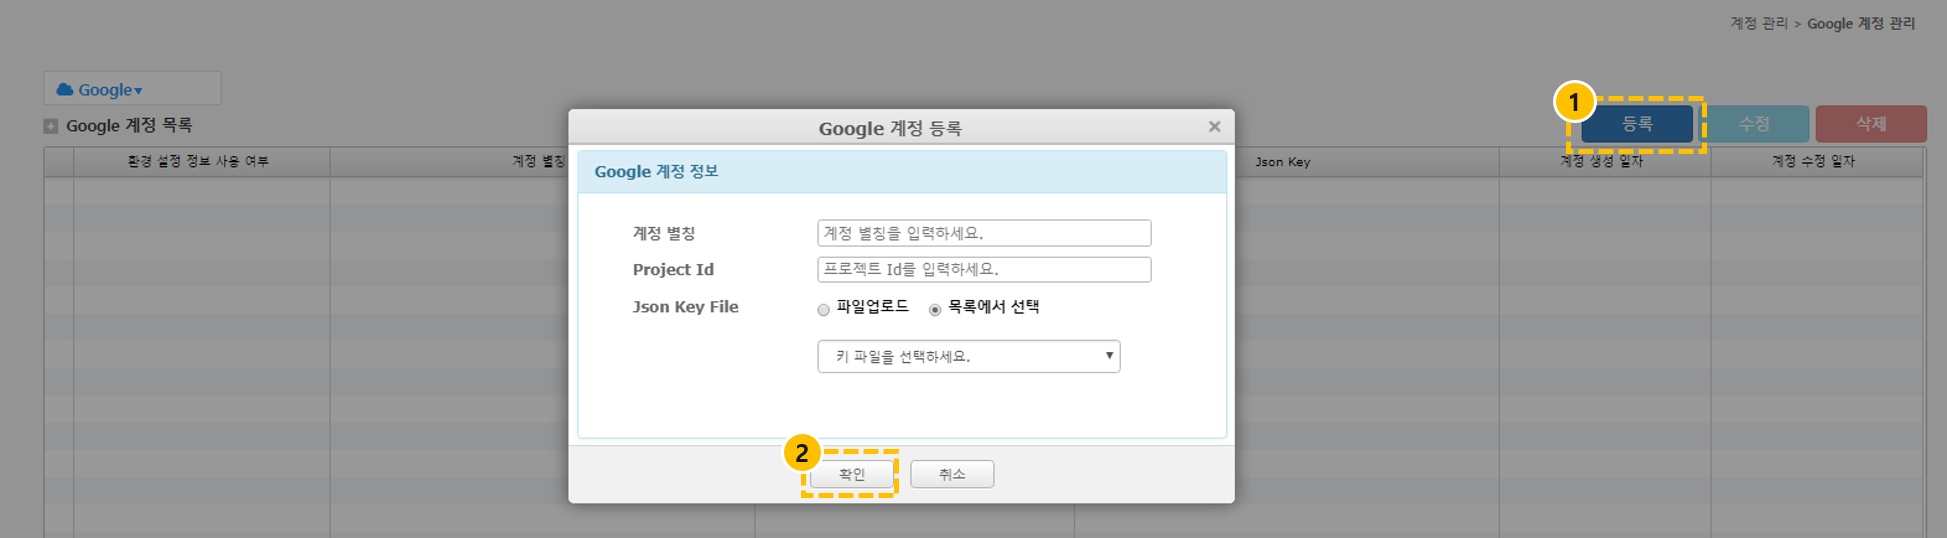 계정 관리 > Google 계정 관리
Google
Google 계정 목록
1
등록
수정
삭제
환경 설정 정보 사용 여부
계정 별칭
Json Key
계정 생성 일자
계정 수정 일자
Google 계정 등록
×
Google 계정 정보
계정 별칭
계정 별칭을 입력하세요.
Project Id
프로젝트 Id를 입력하세요.
Json Key File
파일업로드
목록에서 선택
키 파일을 선택하세요.
2
확인
취소